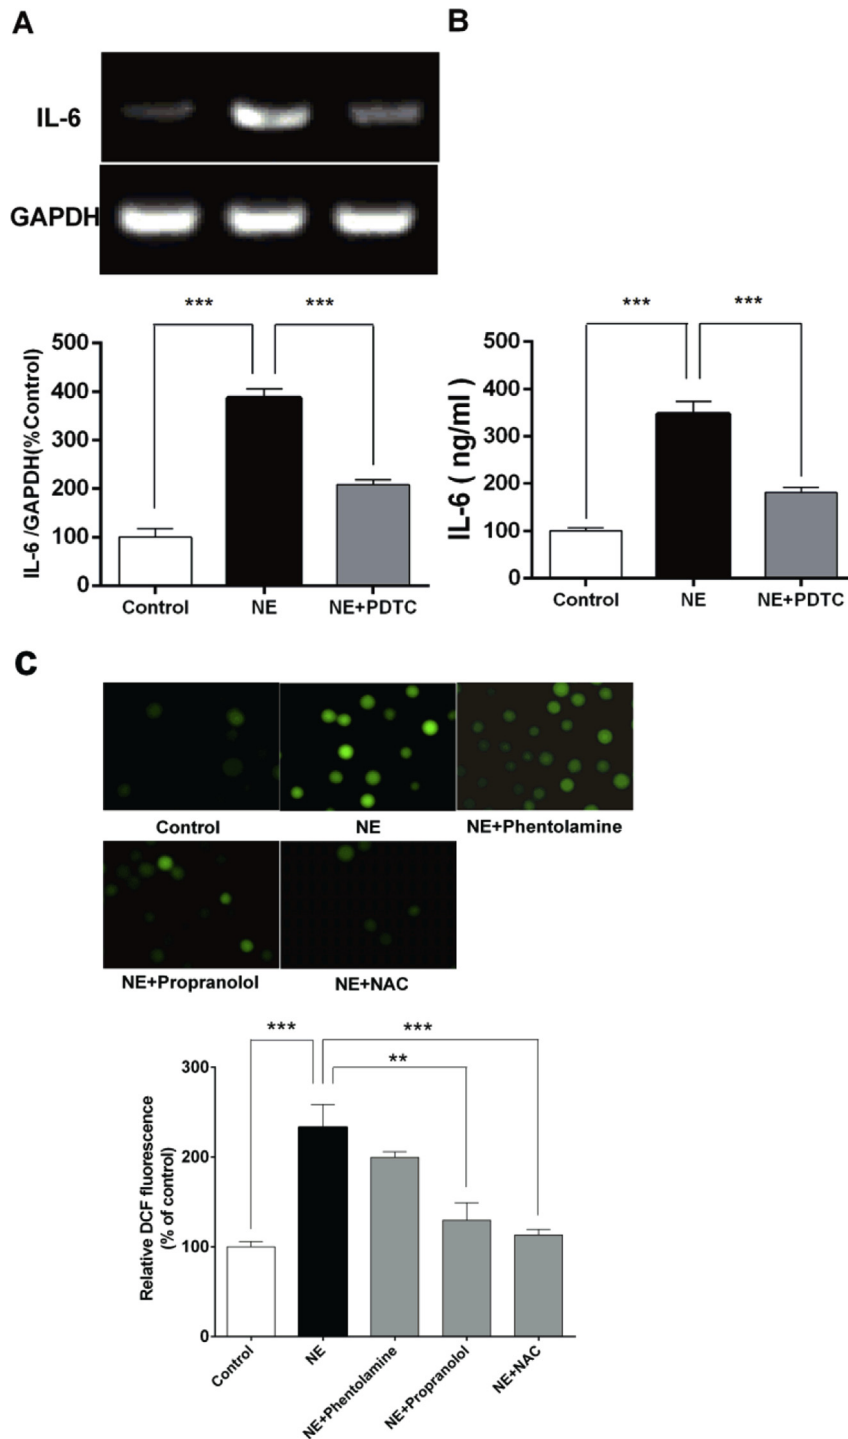 A
B
IL-6
GAPDH
*** ***
*** ***
IL-6 /GAPDH(%Control)
500
400
300
200
100
0
Control NE NE+PDTC
IL-6 ( ng/ml )
500
400
300
200
100
0
Control NE NE+PDTC
C
Control NE NE+Phentolamine
NE+Propranolol NE+NAC
*** ***
**
Relative DCF fluorescence
(% of control)
300
200
100
0
Control
NE
NE+Phentolamine
NE+Propranolol
NE+NAC